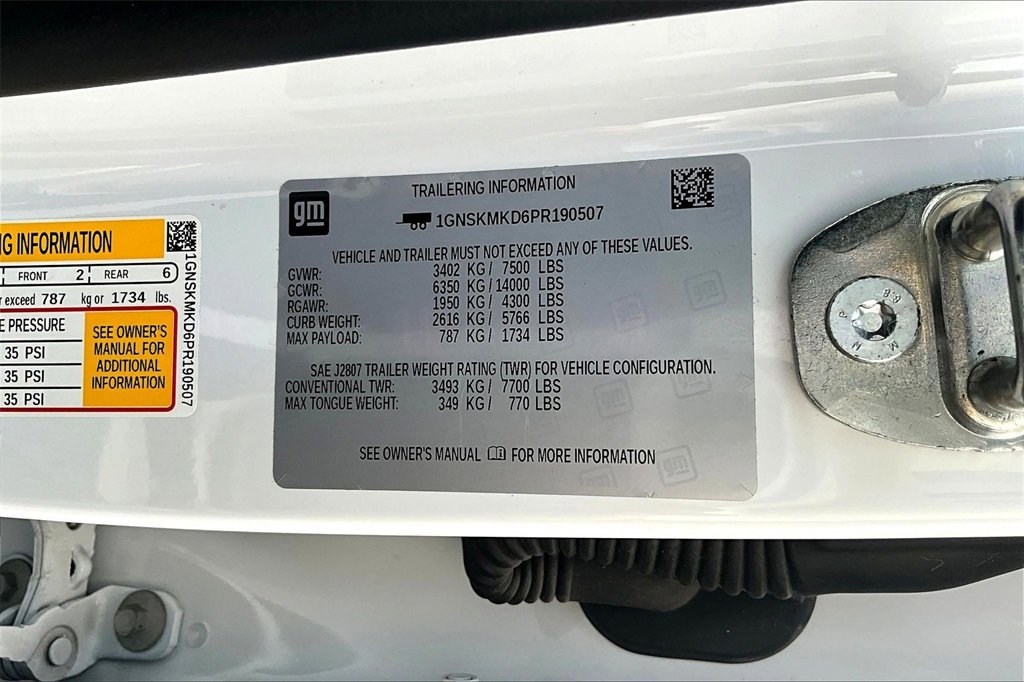 gm
TRAILERING INFORMATION
1GNSKMKD6PR190507
VEHICLE AND TRAILER MUST NOT EXCEED ANY OF THESE VALUES.
GVWR: 3402 KG / 7500 LBS
GCWR: 6350 KG / 14000 LBS
RGAWR: 1950 KG / 4300 LBS
CURB WEIGHT: 2616 KG / 5766 LBS
MAX PAYLOAD: 787 KG / 1734 LBS
SAE J2807 TRAILER WEIGHT RATING (TWR) FOR VEHICLE CONFIGURATION.
CONVENTIONAL TWR: 3493 KG / 7700 LBS
MAX TONGUE WEIGHT: 349 KG / 770 LBS
SEE OWNER'S MANUAL FOR MORE INFORMATION
INFORMATION
FRONT 2 REAR 6
exceed 787 kg or 1734 lbs.
PRESSURE
35 PSI
35 PSI
35 PSI
SEE OWNER'S
MANUAL FOR
ADDITIONAL
INFORMATION
1GNSKMKD6PR190507